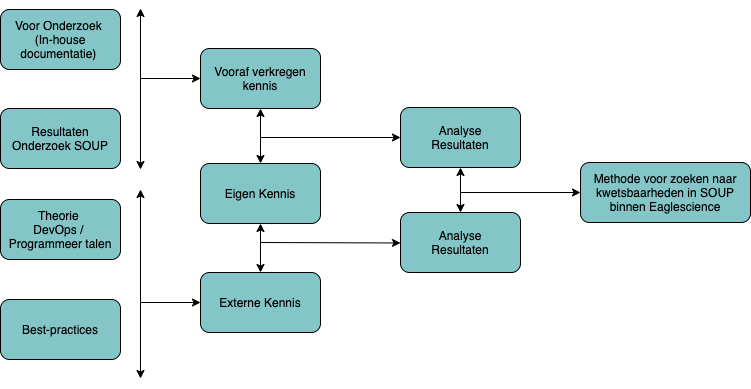 Voor Onderzoek
(In-house
documentatie)
Resultaten
Onderzoek SOUP
Theorie
DevOps /
Programmeer talen
Best-practices
Vooraf verkregen
kennis
Eigen Kennis
Externe Kennis
Analyse
Resultaten
Analyse
Resultaten
Methode voor zoeken naar
kwetsbaarheden in SOUP
binnen Eaglescience